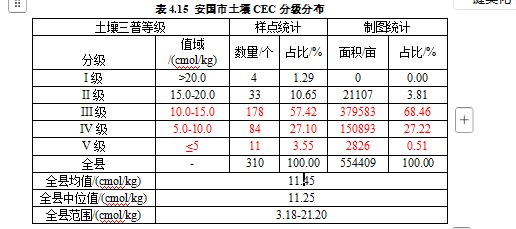 表 4.15 安国市土壤 CEC 分级分布
土壤三普等级 样点统计 制图统计
分级 值域/(cmol/kg) 数量/个 占比/% 面积/亩 占比/%
I 级 >20.0 4 1.29 0 0.00
II 级 15.0-20.0 33 10.65 21107 3.81
III级 10.0-15.0 178 57.42 379583 68.46
IV 级 5.0-10.0 84 27.10 150893 27.22
V 级 ≤5 11 3.55 2826 0.51
全县 - 310 100.00 554409 100.00
全县均值/(cmol/kg) 11.45
全县中位值/(cmol/kg) 11.25
全县范围/(cmol/kg) 3.18-21.20